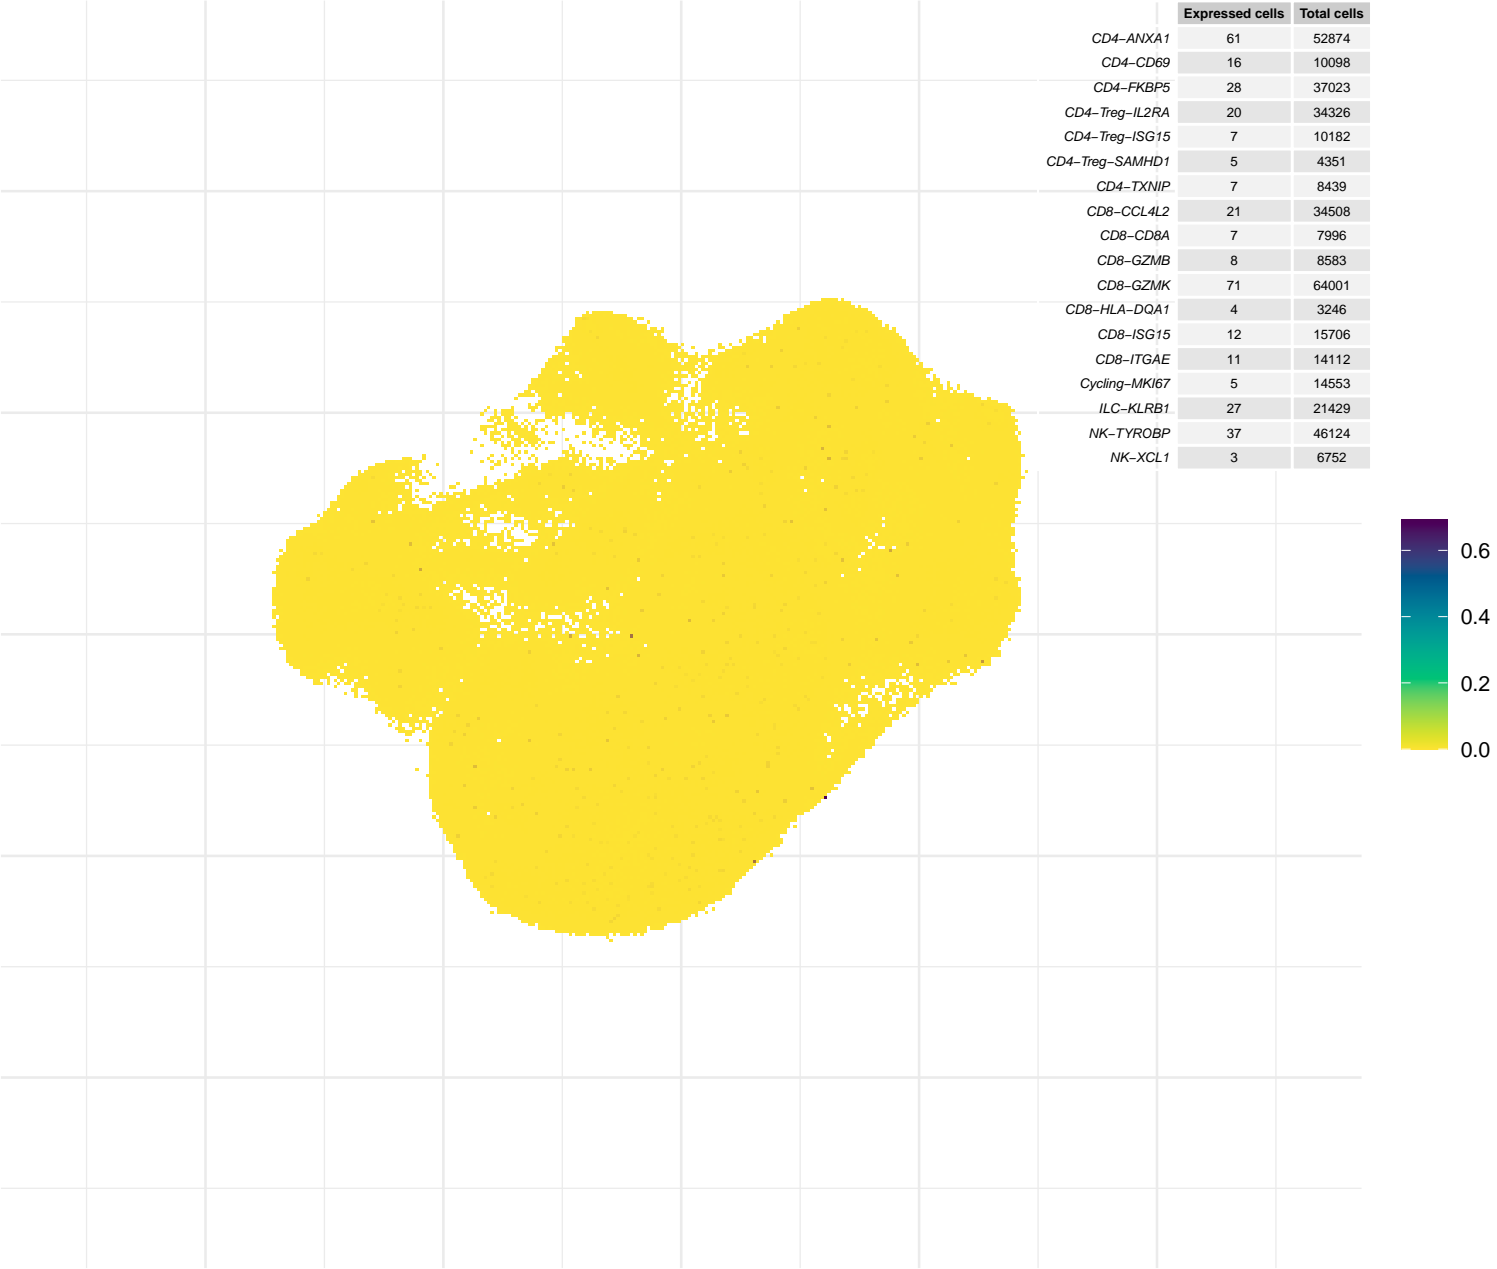 Expressed cells Total cells
CD4−ANXA1 61 52874
CD4−CD69 16 10098
CD4−FKBP5 28 37023
CD4−Treg−IL2RA 20 34326
CD4−Treg−ISG15 7 10182
CD4−Treg−SAMHD1 5 4351
CD4−TXNIP 7 8439
CD8−CCL4L2 21 34508
CD8−CD8A 7 7996
CD8−GZMB 8 8583
CD8−GZMK 71 64001
CD8−HLA−DQA1 4 3246
CD8−ISG15 12 15706
CD8−ITGAE 11 14112
Cycling−MKI67 5 14553
ILC−KLRB1 27 21429
NK−TYROBP 37 46124
NK−XCL1 3 6752
0.6
0.4
0.2
0.0